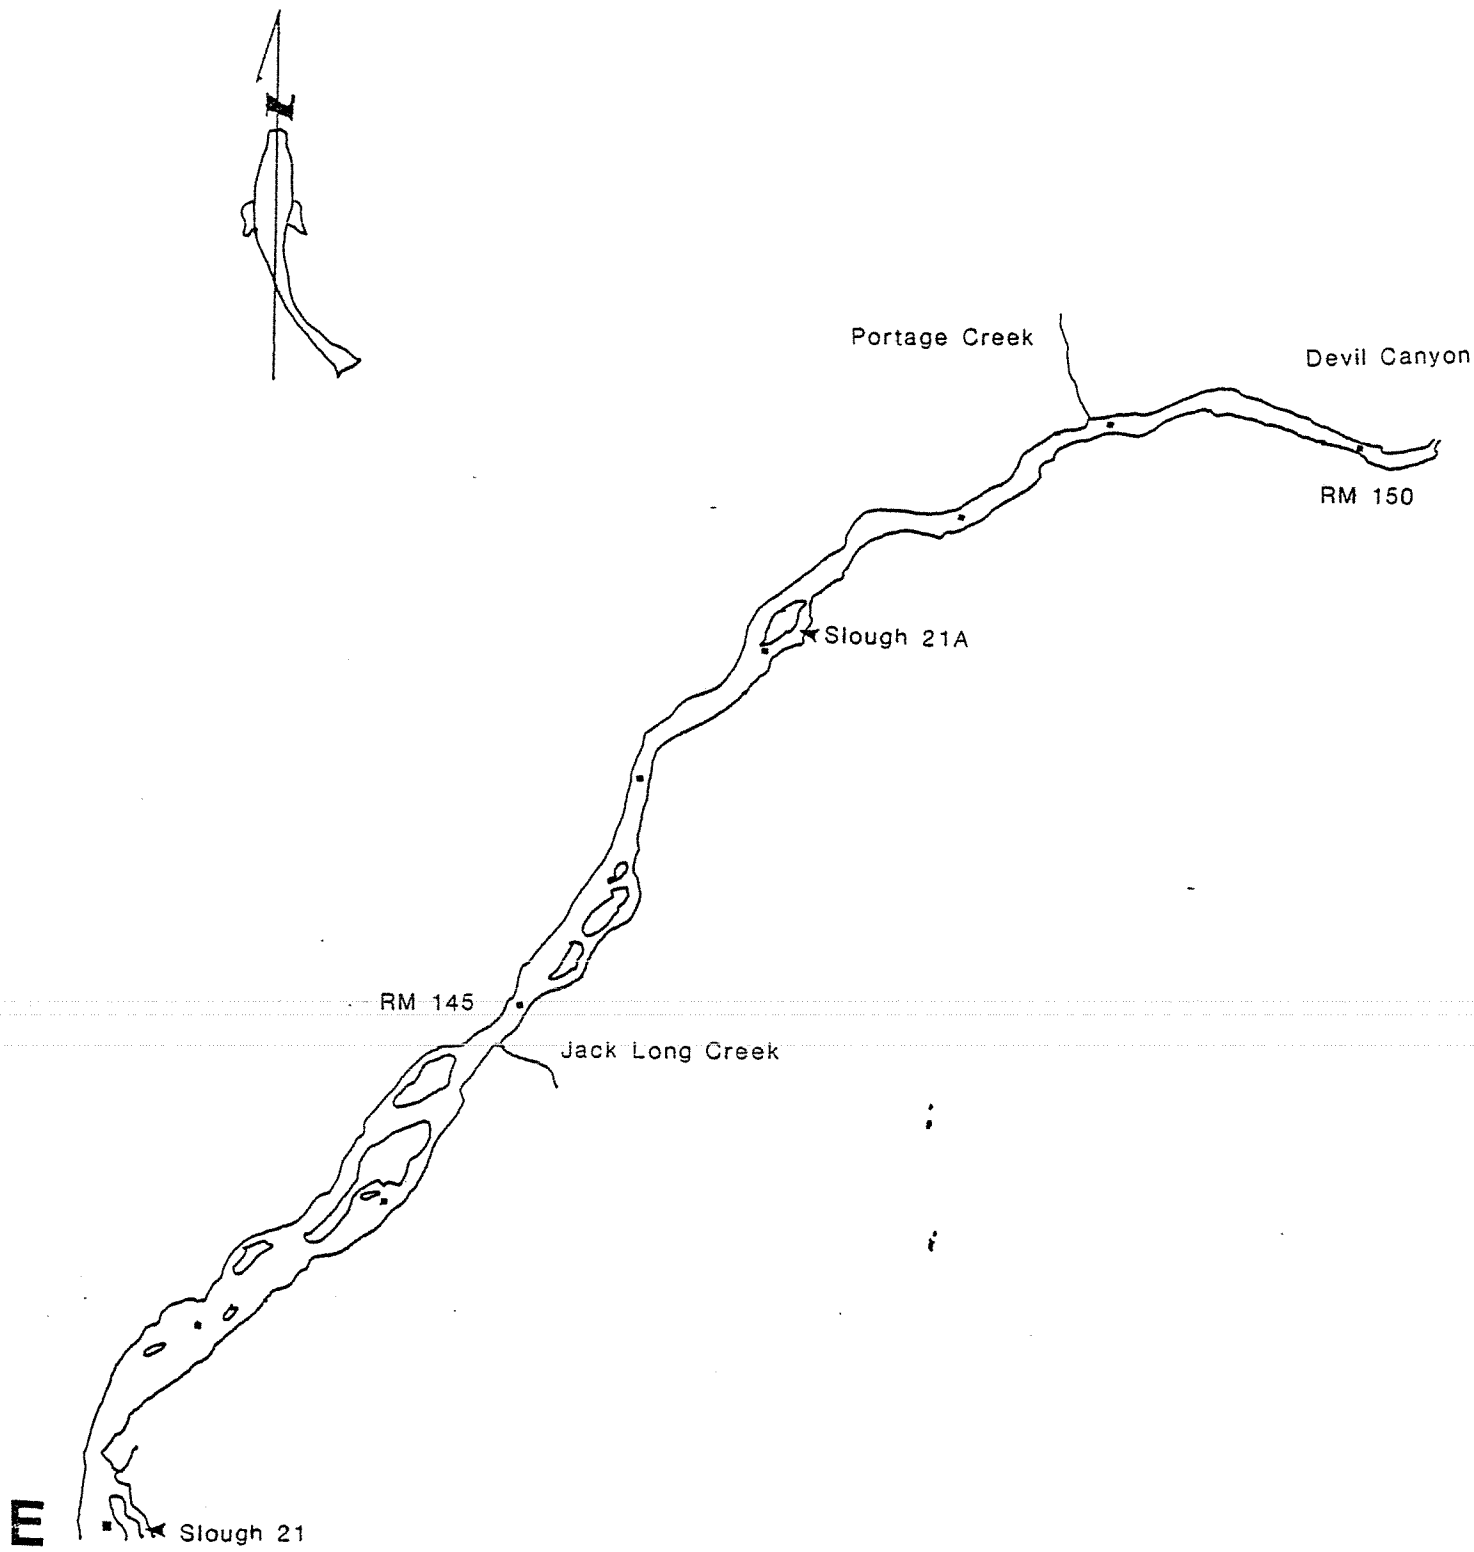 N
Portage Creek
Devil Canyon
RM 150
Slough 21A
RM 145
Jack Long Creek
E
Slough 21